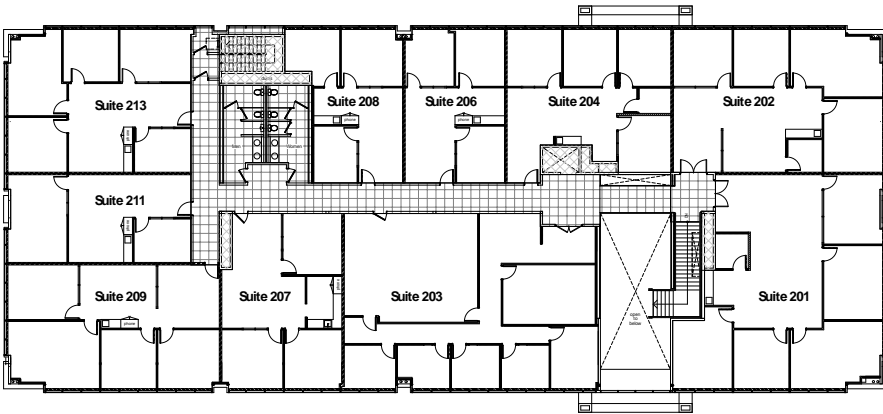 Suite 213
Suite 208
phone
Suite 206
phone
Suite 204
Suite 202
Men
Women
Suite 211
Suite 209
phone
Suite 207
phone
Suite 203
open
to
below
Suite 201